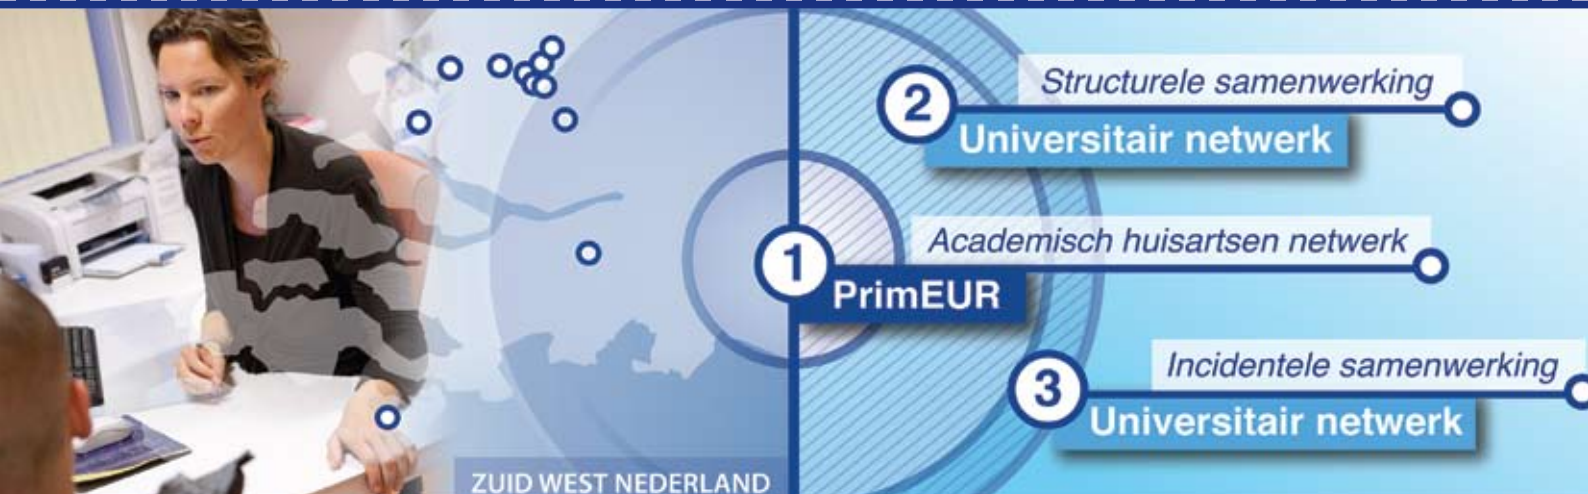 ZUID WEST NEDERLAND
2
Structurele samenwerking
Universitair netwerk
1
Academisch huisartsen netwerk
PrimEUR
3
Incidentele samenwerking
Universitair netwerk